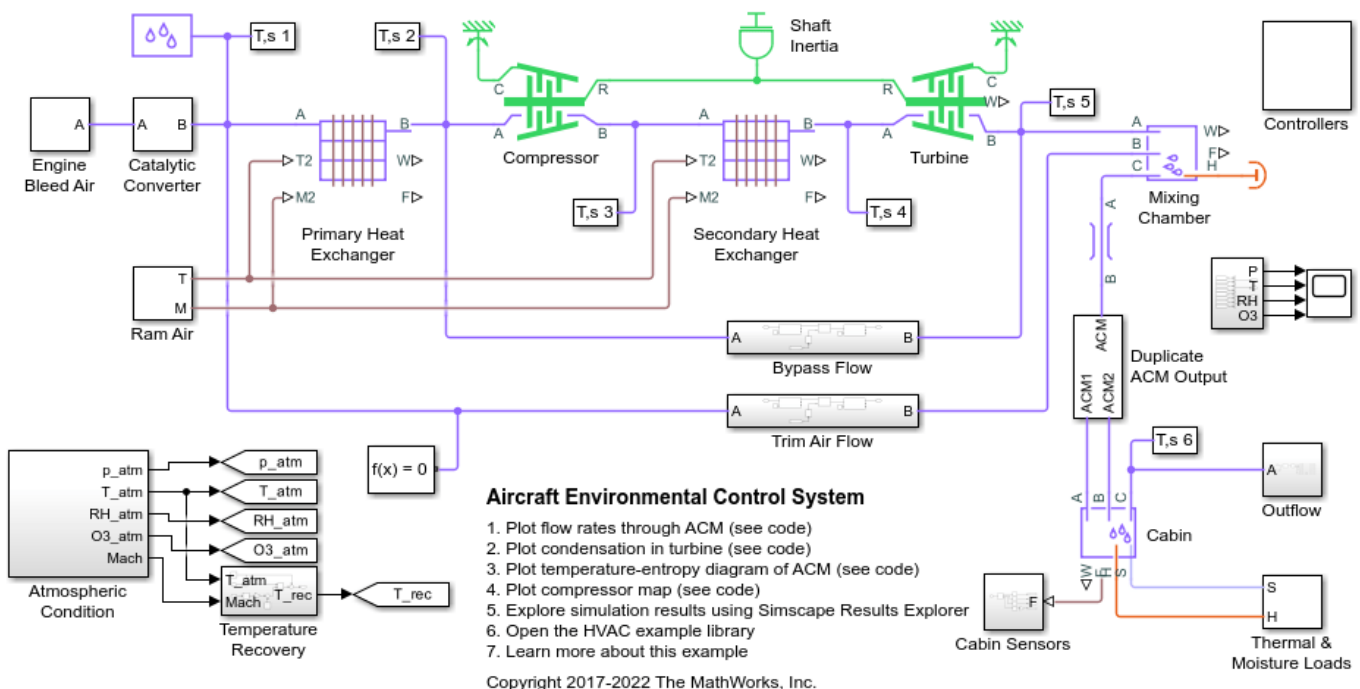 T,s 1
T,s 2
Shaft
Inertia
C
R
R
C
W
T,s 5
Controllers
A
A
B
A
B
A
B
A
B
A
B
A
B
C
W
F
H
Engine
Bleed Air
Catalytic
Converter
T2
W
M2
F
Compressor
T2
W
M2
F
Turbine
Mixing
Chamber
T,s 3
T,s 4
Primary Heat
Exchanger
Secondary Heat
Exchanger
A
B
T
M
Ram Air
P
T
RH
O3
A
B
Bypass Flow
ACM
ACM1
ACM2
Duplicate
ACM Output
A
B
Trim Air Flow
T,s 6
f(x) = 0
A
Outflow
p_atm
T_atm
RH_atm
O3_atm
Mach
p_atm
T_atm
RH_atm
O3_atm
Atmospheric
Condition
T_atm
Mach
T_rec
T_rec
Temperature
Recovery
A
B
C
Cabin
W
F
H
S
F
Cabin Sensors
S
H
Thermal &
Moisture Loads
Aircraft Environmental Control System
1. Plot flow rates through ACM (see code)
2. Plot condensation in turbine (see code)
3. Plot temperature-entropy diagram of ACM (see code)
4. Plot compressor map (see code)
5. Explore simulation results using Simscape Results Explorer
6. Open the HVAC example library
7. Learn more about this example
Copyright 2017-2022 The MathWorks, Inc.